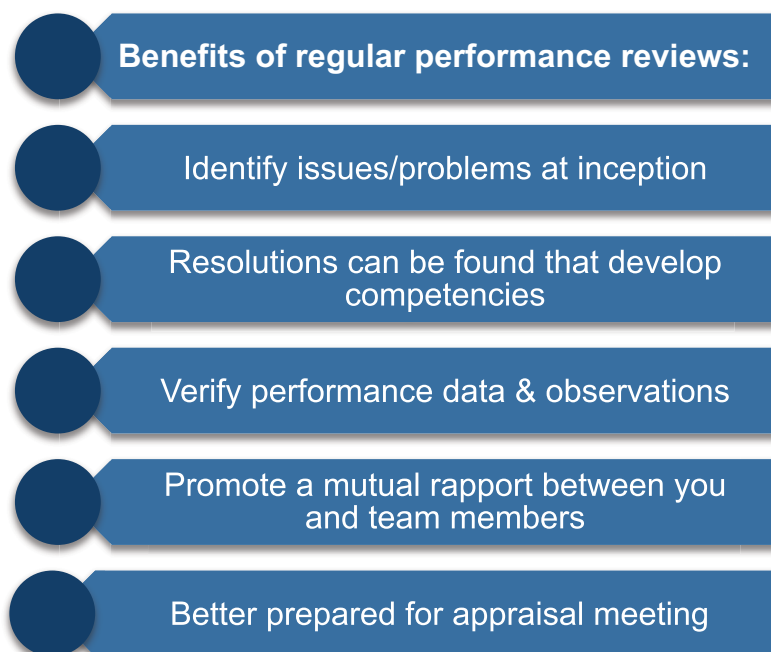 Benefits of regular performance reviews:
Identify issues/problems at inception
Resolutions can be found that develop
competencies
Verify performance data & observations
Promote a mutual rapport between you
and team members
Better prepared for appraisal meeting